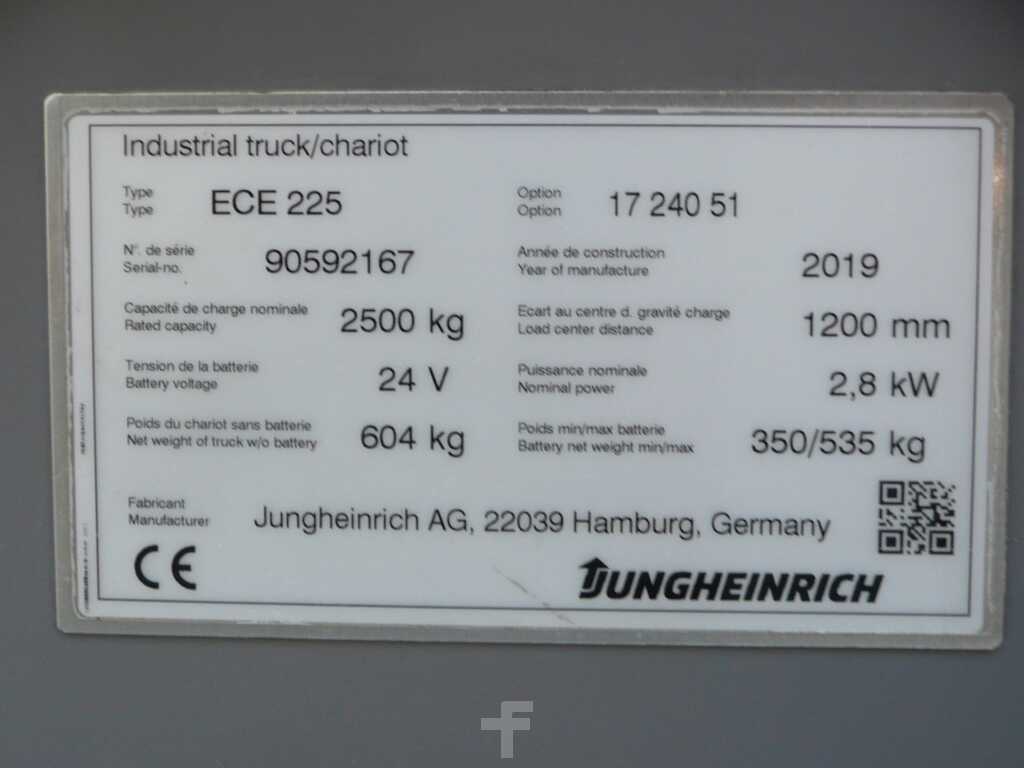 Industrial truck/chariot
Type
Type
ECE 225
Option
Option
17 240 51
N°. de série
Serial-no.
90592167
Année de construction
Year of manufacture
2019
Capacité de charge nominale
Rated capacity
2500 kg
Ecart au centre d. gravité charge
Load center distance
1200 mm
Tension de la batterie
Battery voltage
24 V
Puissance nominale
Nominal power
2,8 kW
Poids du chariot sans batterie
Net weight of truck w/o battery
604 kg
Poids min/max batterie
Battery net weight min/max
350/535 kg
Fabricant
Manufacturer
Jungheinrich AG, 22039 Hamburg, Germany
CE
JUNGHEINRICH